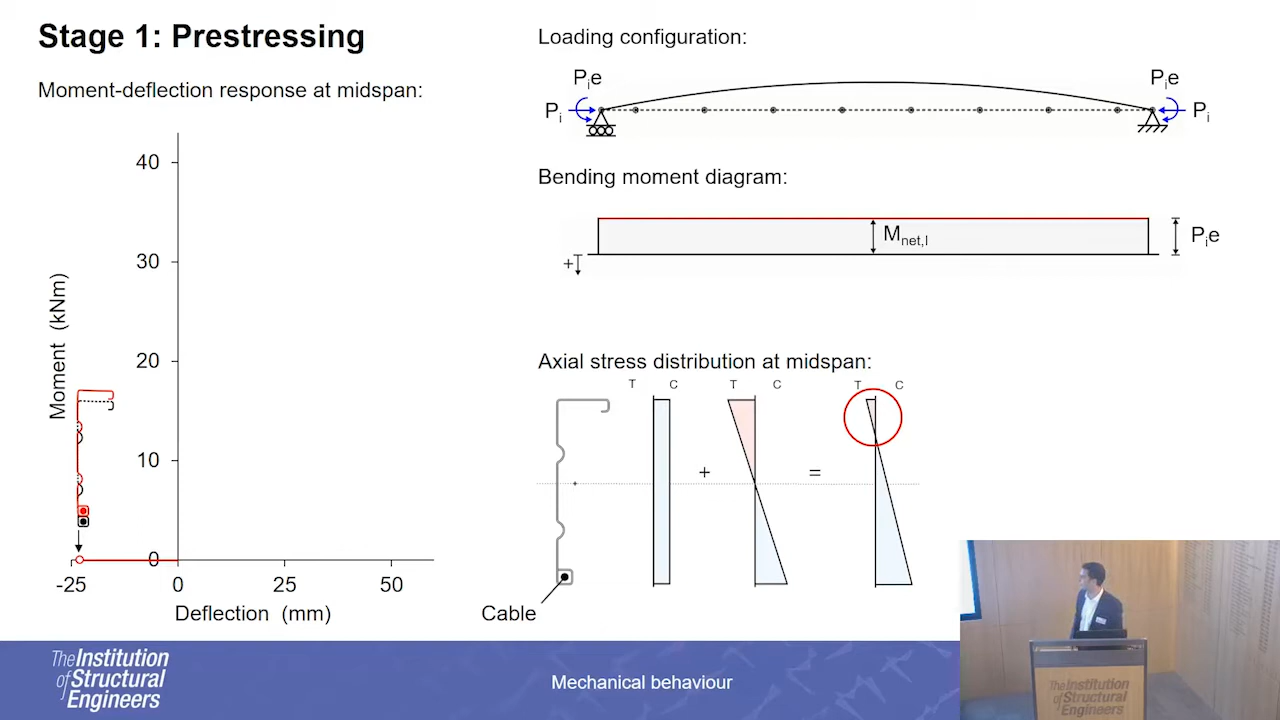 Stage 1: Prestressing
Moment-deflection response at midspan:
40
30
20
10
0
-25
0
25
50
Moment (kNm)
Deflection (mm)
Loading configuration:
Pie
Pie
Pi
Pi
Bending moment diagram:
Mnet,I
Pie
+
Axial stress distribution at midspan:
T C
T C
T C
+
=
Cable
The Institution
of Structural
Engineers
Mechanical behaviour
The Institution
of Structural
Engineers